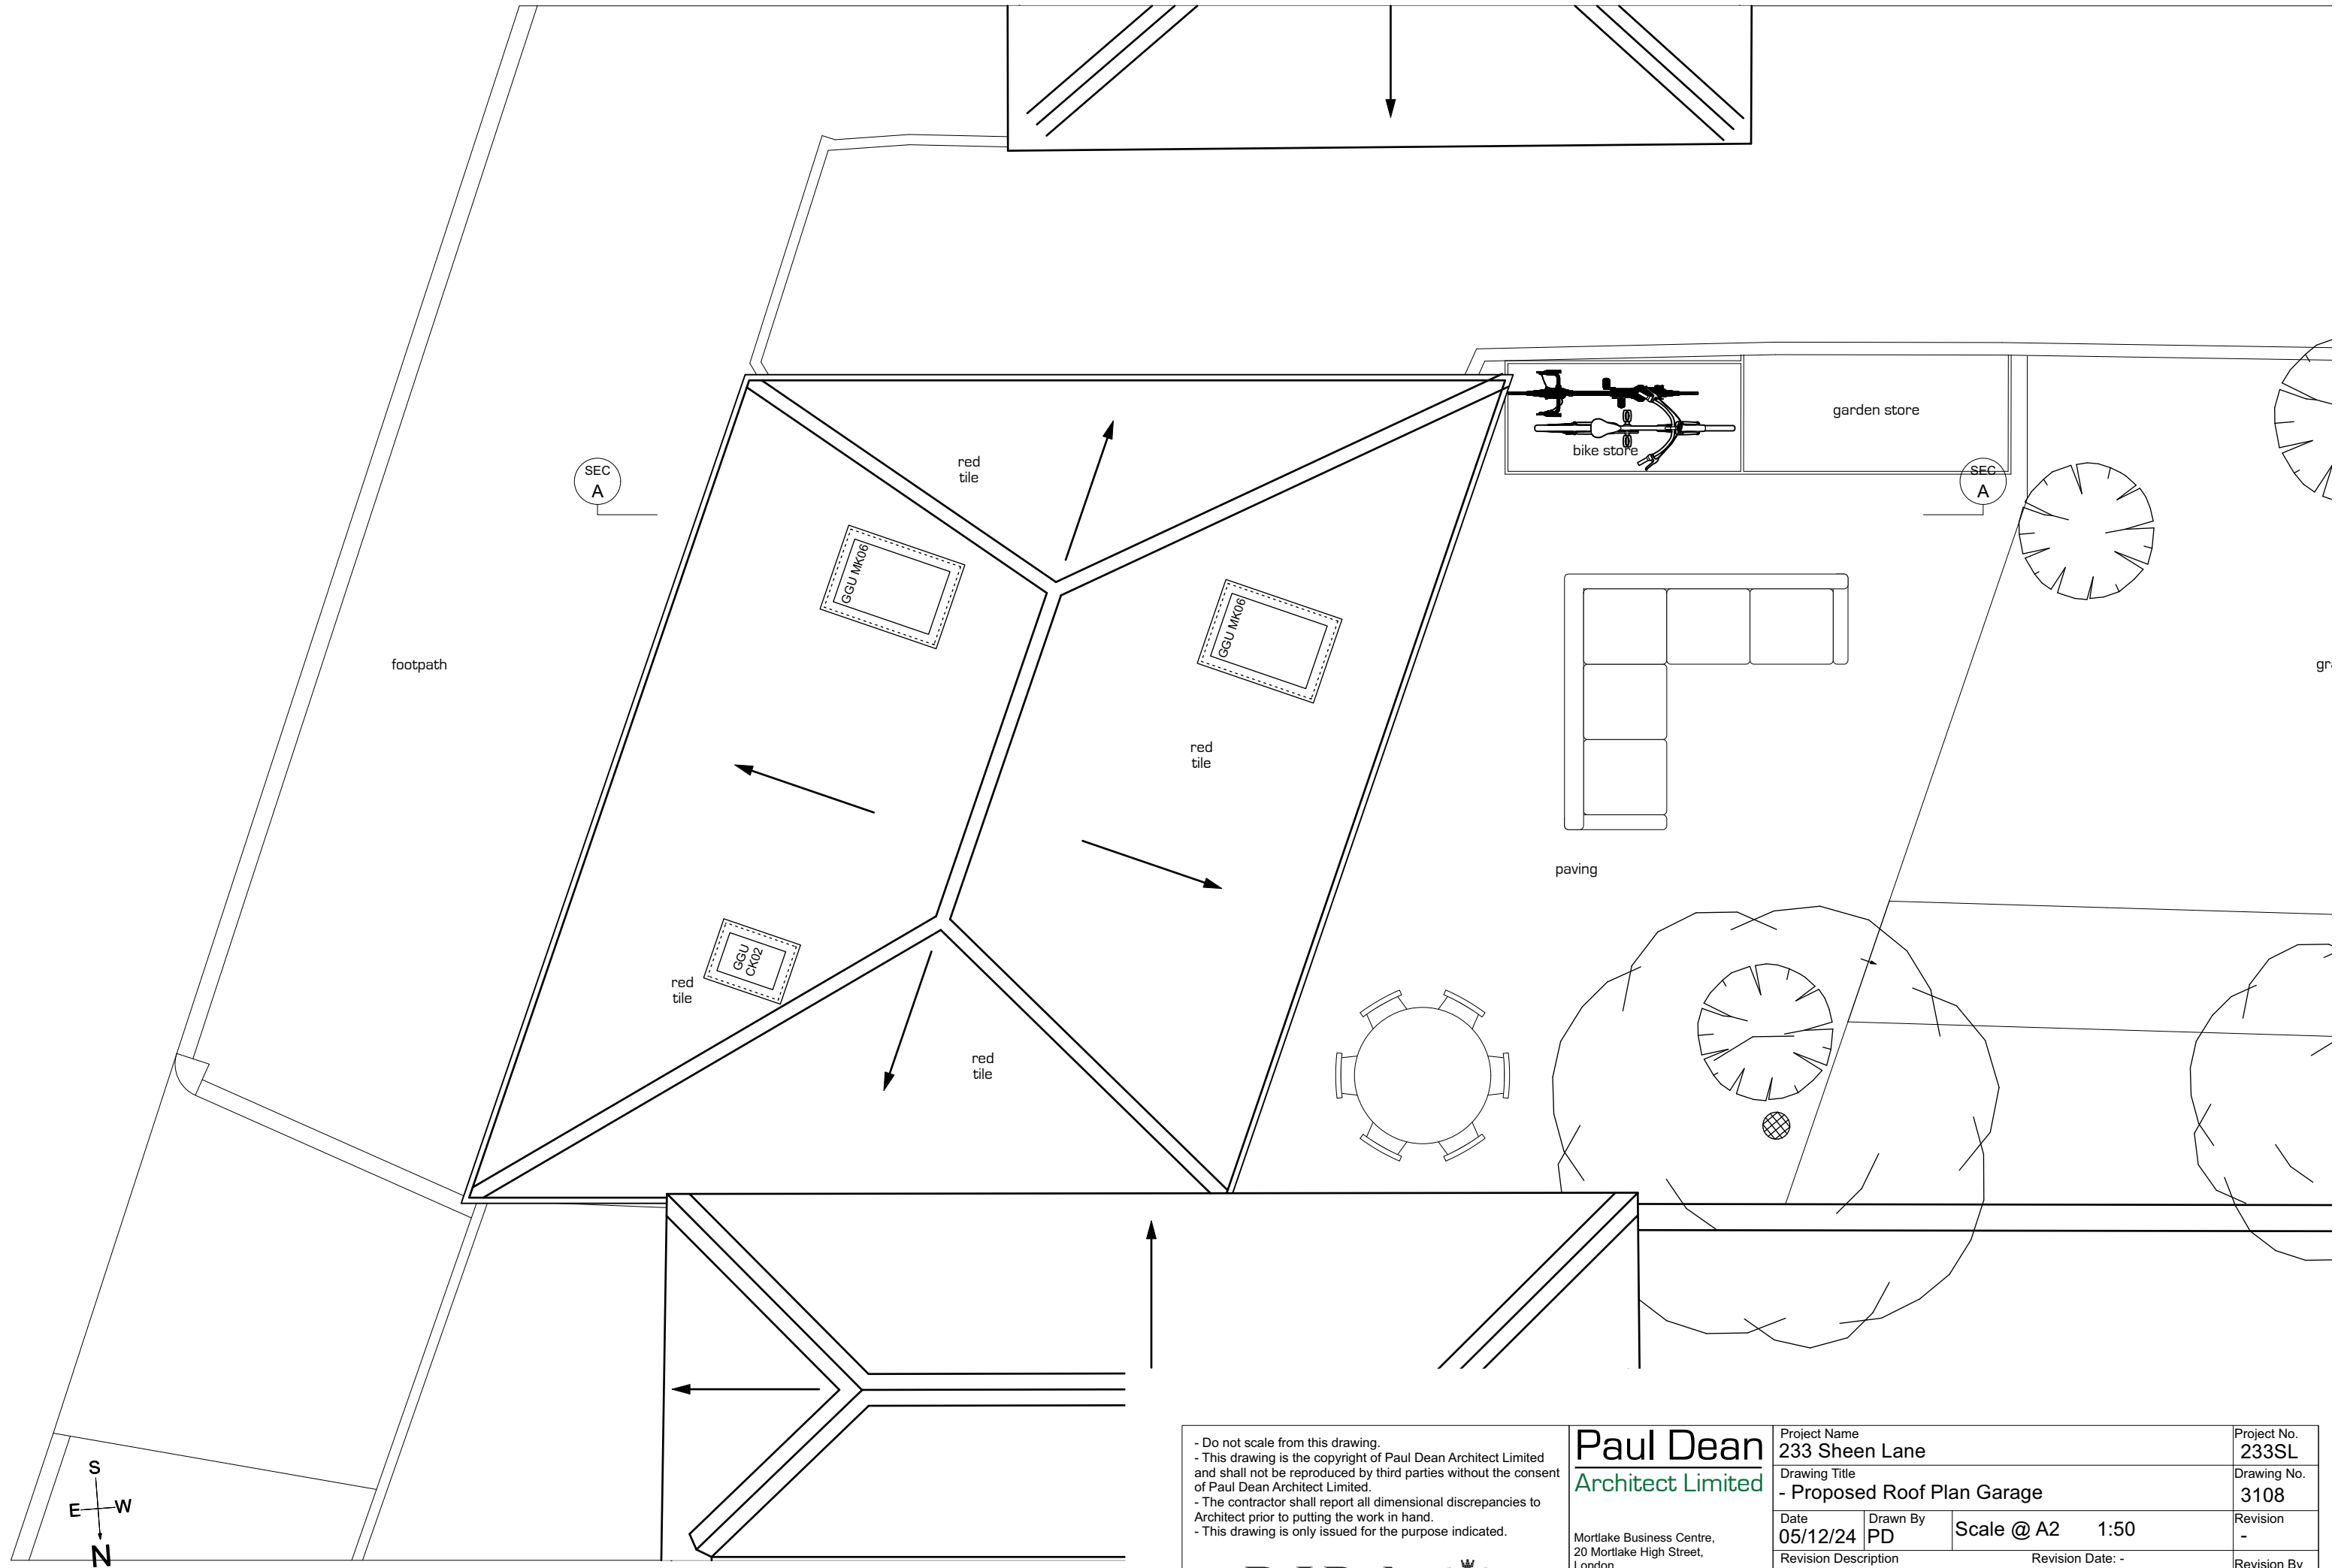 red
tile
garden store
bike store
SEC
A
SEC
A
GGU MK06
GGU MK06
footpath
red
tile
paving
GGU
CK02
red
tile
red
tile
S
E W
N
- Do not scale from this drawing.
- This drawing is the copyright of Paul Dean Architect Limited
and shall not be reproduced by third parties without the consent
of Paul Dean Architect Limited.
- The contractor shall report all dimensional discrepancies to
Architect prior to putting the work in hand.
- This drawing is only issued for the purpose indicated.
Paul Dean
Architect Limited
Mortlake Business Centre,
20 Mortlake High Street,
London
Project Name
233 Sheen Lane
Project No.
233SL
Drawing Title
- Proposed Roof Plan Garage
Drawing No.
3108
Date
05/12/24
Drawn By
PD
Scale @ A2 1:50
Revision
-
Revision Description
Revision Date: -
Revision By